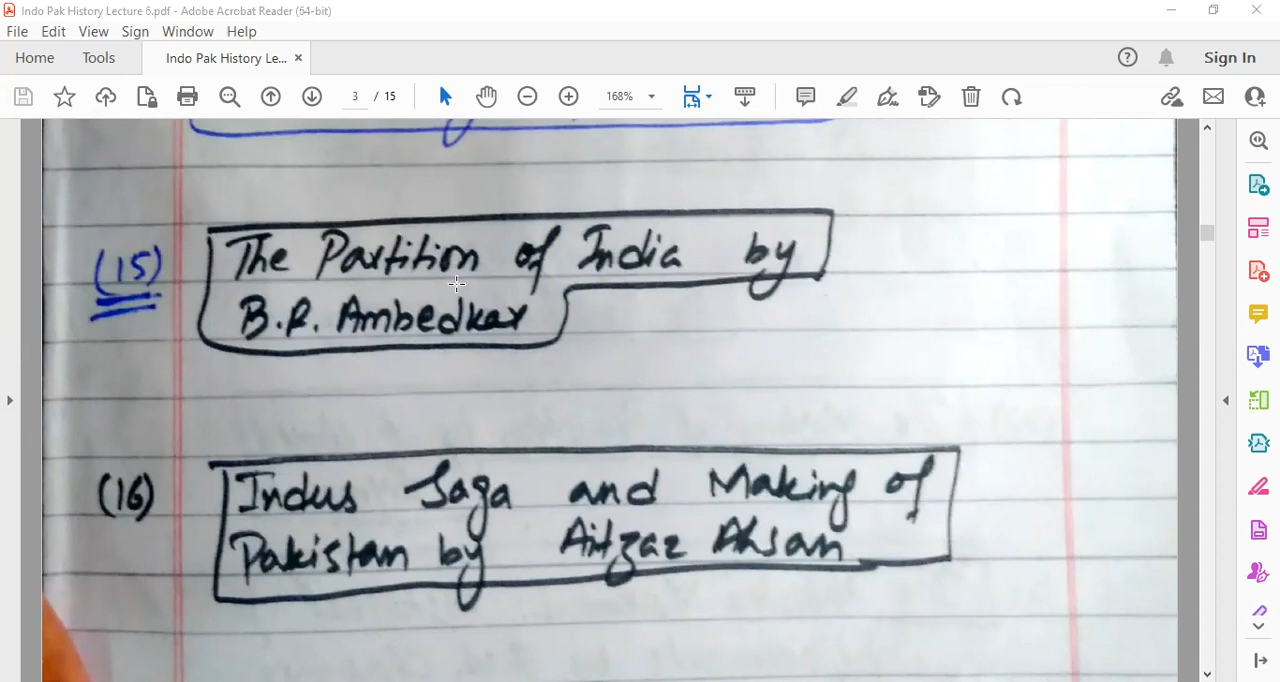 Indo Pak History Lecture 6.pdf - Adobe Acrobat Reader (64-bit)
File Edit View Sign Window Help
Home Tools Indo Pak History Le... × Sign In
3 / 15 168%
(15) The Partition of India by
B.R. Ambedkar
(16) Indus Saga and Making of
Pakistan by Aitzaz Ahsan